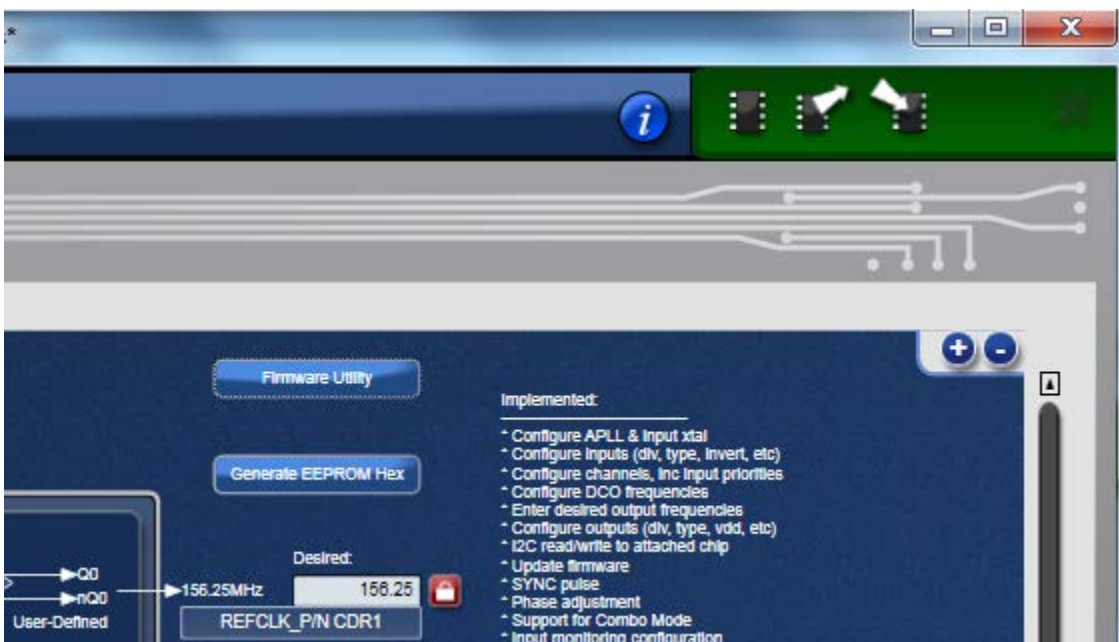 *
i
Firmware Utility
Generate EEPROM Hex
Implemented:
* Configure APLL & Input xtal
* Configure Inputs (div, type, Invert, etc)
* Configure channels, inc Input priorities
* Configure DCO frequencies
* Enter desired output frequencies
* Configure outputs (div, type, vdd, etc)
* I2C read/write to attached chip
* Update firmware
* SYNC pulse
* Phase adjustment
* Support for Combo Mode
* Input monitoring configuration
Desired:
Q0
nQ0
User-Defined
156.25MHz
156.25
REFCLK_P/N CDR1